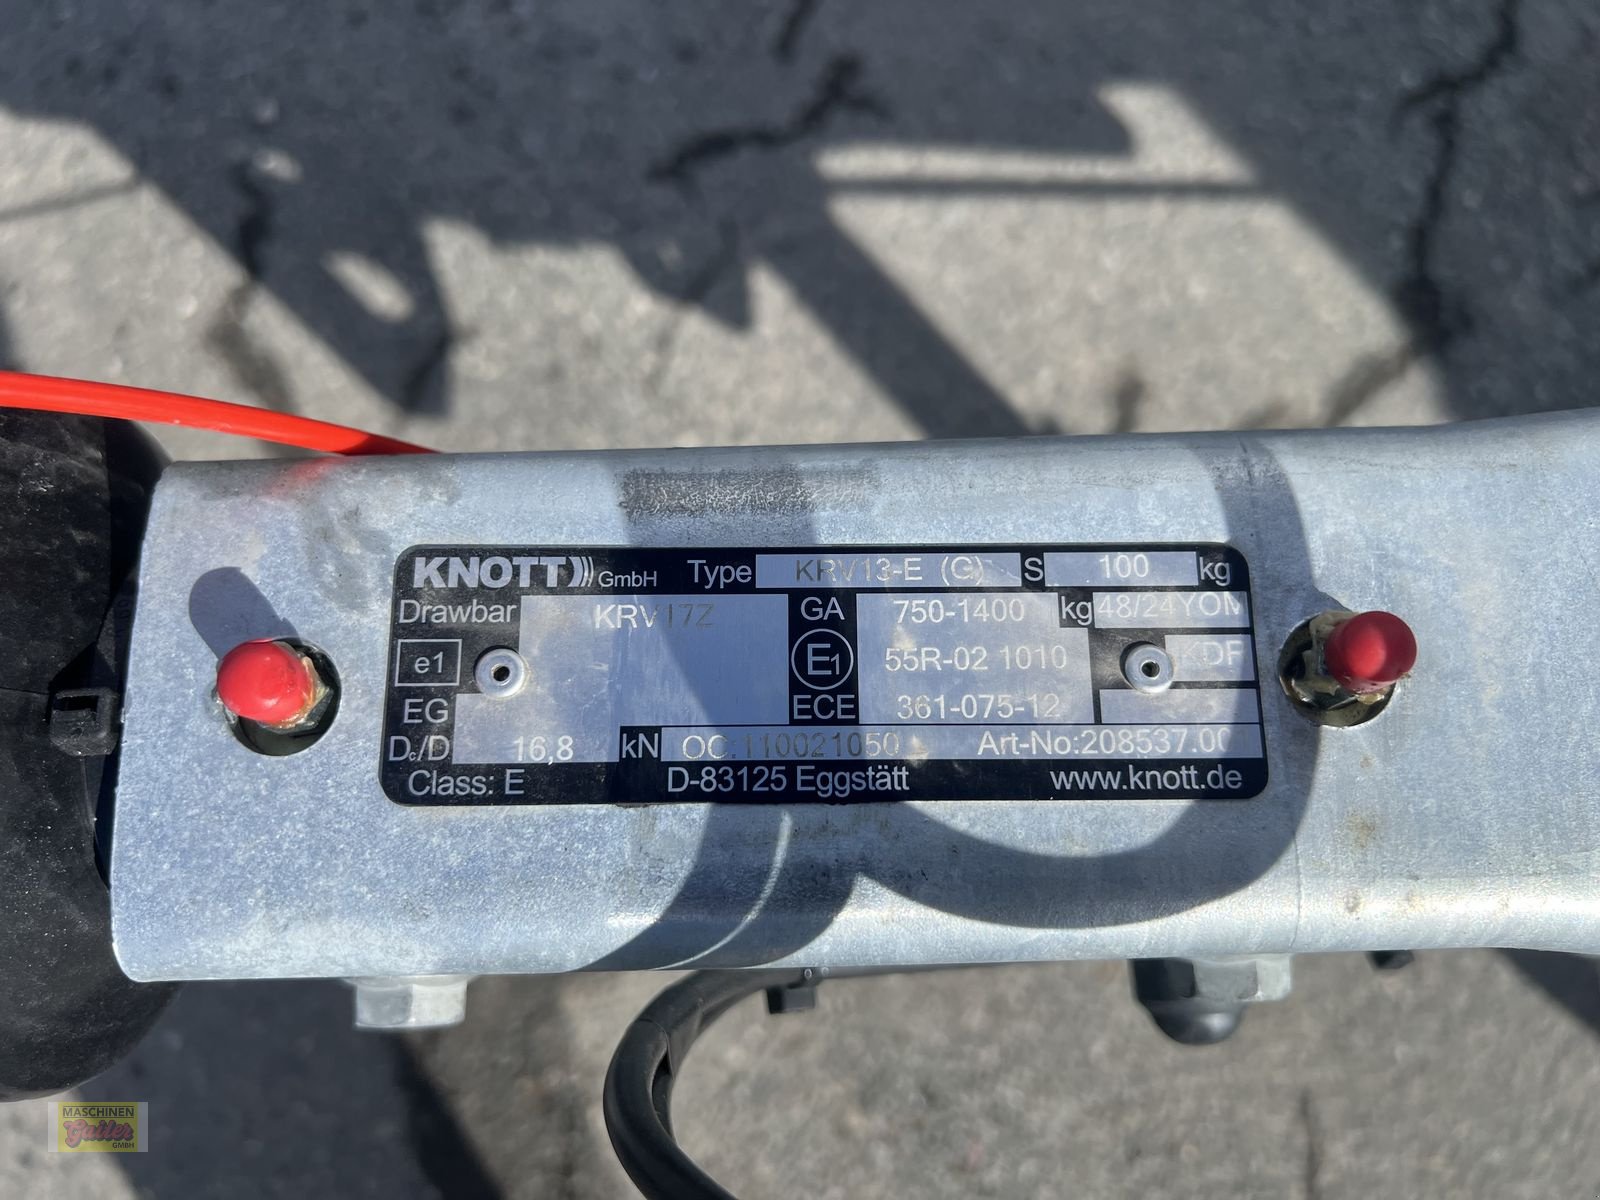 KNOTT GmbH Type KRV13-E (G) S 100 kg
Drawbar KRV17Z GA 750-1400 kg 48/24YOM
e1 E1 55R-02 1010 KDF
EG ECE 361-075-12
Dc/D 16,8 kN OC:110021050 Art-No:208537.00
Class: E D-83125 Eggstätt www.knott.de
MASCHINEN
Gailer
GMBH